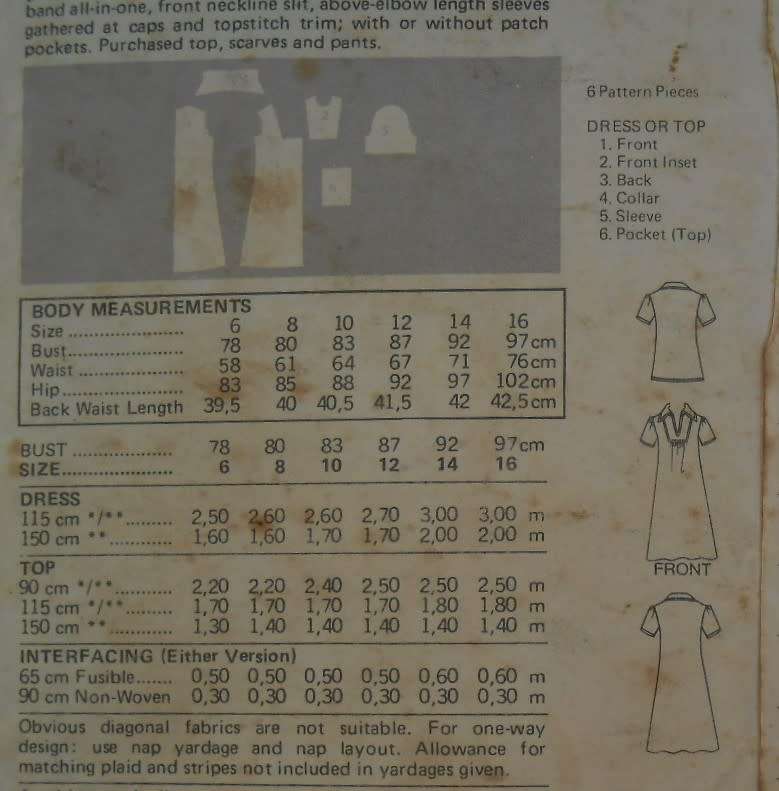 band all-in-one, front neckline slit, above-elbow length sleeves
gathered at caps and topstitch trim; with or without patch
pockets. Purchased top, scarves and pants.
6 Pattern Pieces
DRESS OR TOP
1. Front
2. Front Inset
3. Back
4. Collar
5. Sleeve
6. Pocket (Top)
BODY MEASUREMENTS
Size ....................... 6 8 10 12 14 16
Bust....................... 78 80 83 87 92 97cm
Waist ..................... 58 61 64 67 71 76cm
Hip........................ 83 85 88 92 97 102cm
Back Waist Length 39,5 40 40,5 41,5 42 42,5cm
BUST .................... 78 80 83 87 92 97cm
SIZE...................... 6 8 10 12 14 16
DRESS
115 cm */**.......... 2,50 2,60 2,60 2,70 3,00 3,00 m
150 cm **............ 1,60 1,60 1,70 1,70 2,00 2,00 m
TOP
90 cm */**............ 2,20 2,20 2,40 2,50 2,50 2,50 m
115 cm */**.......... 1,70 1,70 1,70 1,70 1,80 1,80 m
150 cm ** ............ 1,30 1,40 1,40 1,40 1,40 1,40 m
INTERFACING (Either Version)
65 cm Fusible....... 0,50 0,50 0,50 0,50 0,60 0,60 m
90 cm Non-Woven 0,30 0,30 0,30 0,30 0,30 0,30 m
FRONT
Obvious diagonal fabrics are not suitable. For one-way
design: use nap yardage and nap layout. Allowance for
matching plaid and stripes not included in yardages given.